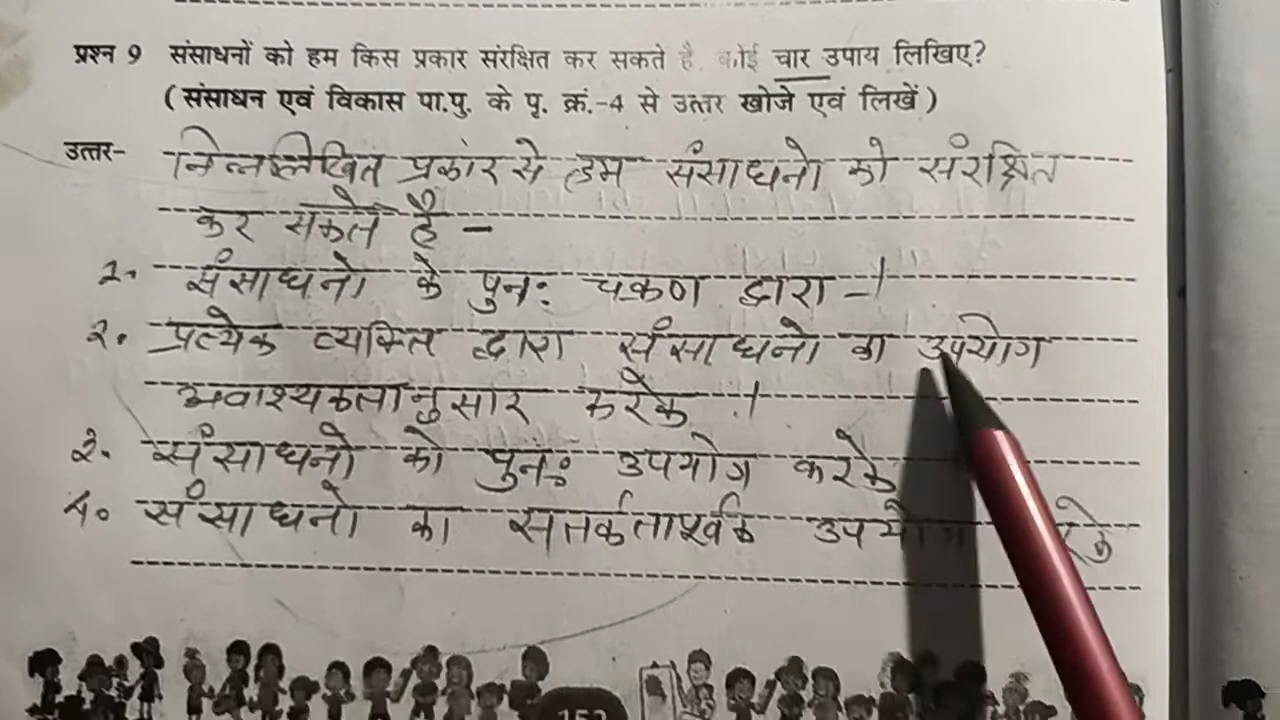 प्रश्न 9 संसाधनों को हम किस प्रकार संरक्षित कर सकते है कोई चार उपाय लिखिए?
( संसाधन एवं विकास पा.पु. के पृ. क्रं.-4 से उत्तर खोजे एवं लिखें )
उत्तर- निम्नलिखित प्रकार से हम संसाधनो को संरक्षित
कर सकते है -
1. संसाधनो के पुनः चक्रण द्वारा -।
2. प्रत्येक व्यक्ति द्वारा संसाधनो का उपयोग
अवाश्यकतानुसार करके ।
3. संसाधनो को पुनः उपयोग करके
4. संसाधनो का सतर्कतापूर्वक उपयोग